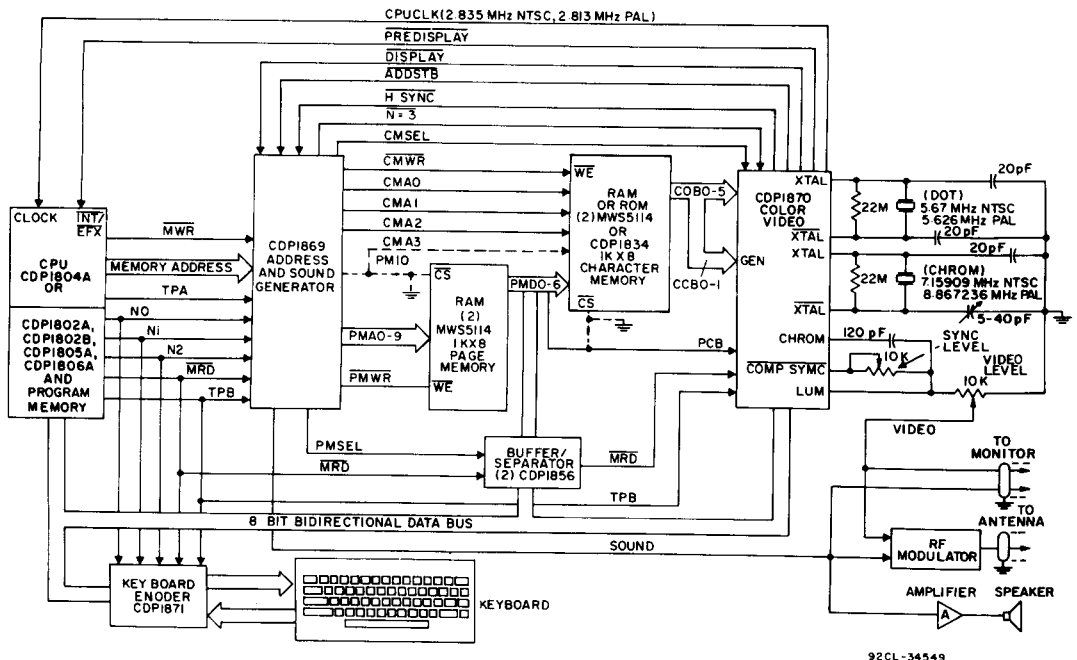 CPUCLK(2.835 MHz NTSC, 2.813 MHz PAL)
PREDISPLAY
DISPLAY
ADDSTB
H SYNC
N=3
CMSEL
CMWR
CMA0
CMA1
CMA2
CMA3
PM10
CLOCK
INT/
EFX
CPU
CDP1804A
OR
CDP1802A,
CDP1802B,
CDP1805A,
CDP1806A
AND
PROGRAM
MEMORY
MWR
MEMORY ADDRESS
TPA
N0
N1
N2
MRD
TPB
CDP1869
ADDRESS
AND SOUND
GENERATOR
PMA0-9
PMWR
CS
RAM
(2)
MWS5114
1KX8
PAGE
MEMORY
WE
PMD0-6
WE
RAM
OR ROM
(2)MWS5114
OR
CDP1834
1K X 8
CHARACTER
MEMORY
CS
COB0-5
CCBO-1
PCB
CDP1870
COLOR
VIDEO
GEN
XTAL
XTAL
XTAL
CHROM
COMP SYMC
LUM
20pF
22M
(DOT)
5.67 MHz NTSC
5.626 MHz PAL
20pF
20pF
22M
(CHROM)
7.15909 MHz NTSC
8.867236 MHz PAL
5-40pF
120 pF
SYNC
LEVEL
10K
VIDEO
LEVEL
10K
VIDEO
PMSEL
MRD
BUFFER/
SEPARATOR
(2) CDP1856
MRD
TPB
8 BIT BIDIRECTIONAL DATA BUS
SOUND
TO
MONITOR
TO
ANTENNA
RF
MODULATOR
AMPLIFIER
SPEAKER
A
KEY BOARD
ENODER
CDP1871
KEYBOARD
92CL-34549